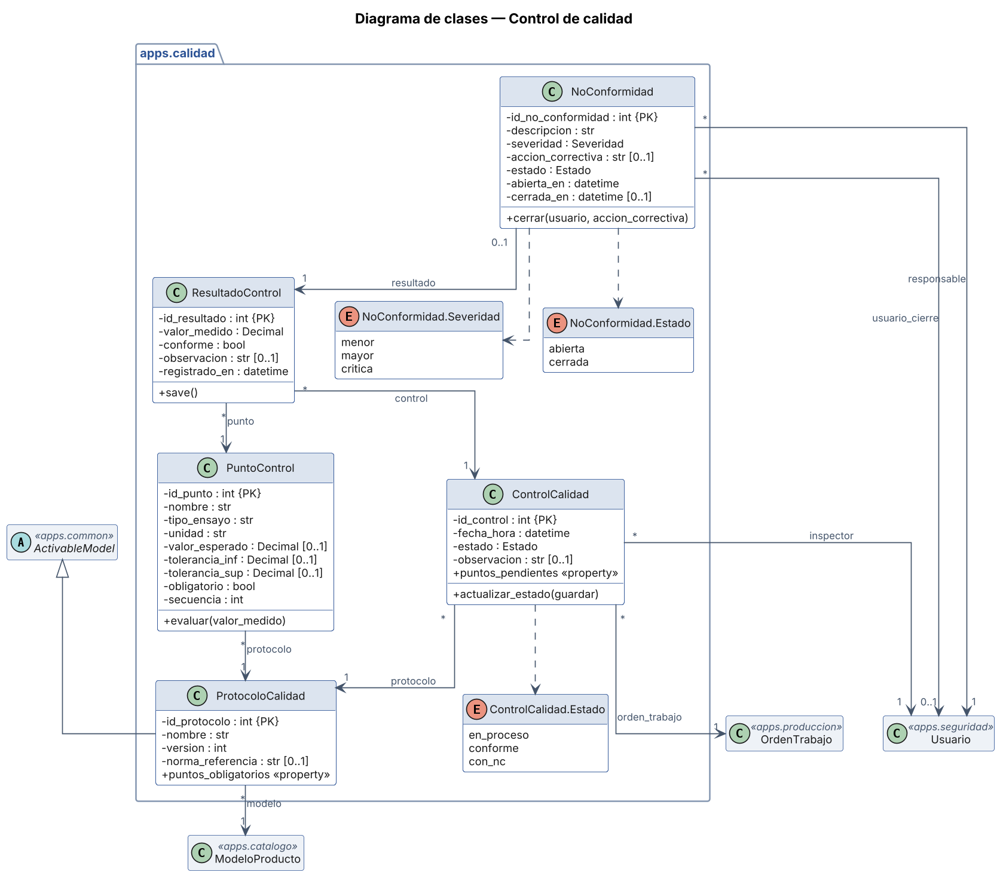 Diagrama de clases — Control de calidad
apps.calidad
C NoConformidad
-id_no_conformidad : int {PK}
-descripcion : str
-severidad : Severidad
-accion_correctiva : str [0..1]
-estado : Estado
-abierta_en : datetime
-cerrada_en : datetime [0..1]
+cerrar(usuario, accion_correctiva)
*
*
0..1
1
resultado
responsable
usuario_cierre
C ResultadoControl
-id_resultado : int {PK}
-valor_medido : Decimal
-conforme : bool
-observacion : str [0..1]
-registrado_en : datetime
+save()
E NoConformidad.Severidad
menor
mayor
critica
E NoConformidad.Estado
abierta
cerrada
*
control
*
punto
1
1
C PuntoControl
-id_punto : int {PK}
-nombre : str
-tipo_ensayo : str
-unidad : str
-valor_esperado : Decimal [0..1]
-tolerancia_inf : Decimal [0..1]
-tolerancia_sup : Decimal [0..1]
-obligatorio : bool
-secuencia : int
+evaluar(valor_medido)
C ControlCalidad
-id_control : int {PK}
-fecha_hora : datetime
-estado : Estado
-observacion : str [0..1]
+puntos_pendientes «property»
+actualizar_estado(guardar)
«apps.common»
A ActivableModel
*
inspector
*
*
*
protocolo
1
1
protocolo
C ProtocoloCalidad
-id_protocolo : int {PK}
-nombre : str
-version : int
-norma_referencia : str [0..1]
+puntos_obligatorios «property»
E ControlCalidad.Estado
en_proceso
conforme
con_nc
orden_trabajo
1
1
0..1
1
«apps.produccion»
C OrdenTrabajo
«apps.seguridad»
C Usuario
*
modelo
1
«apps.catalogo»
C ModeloProducto